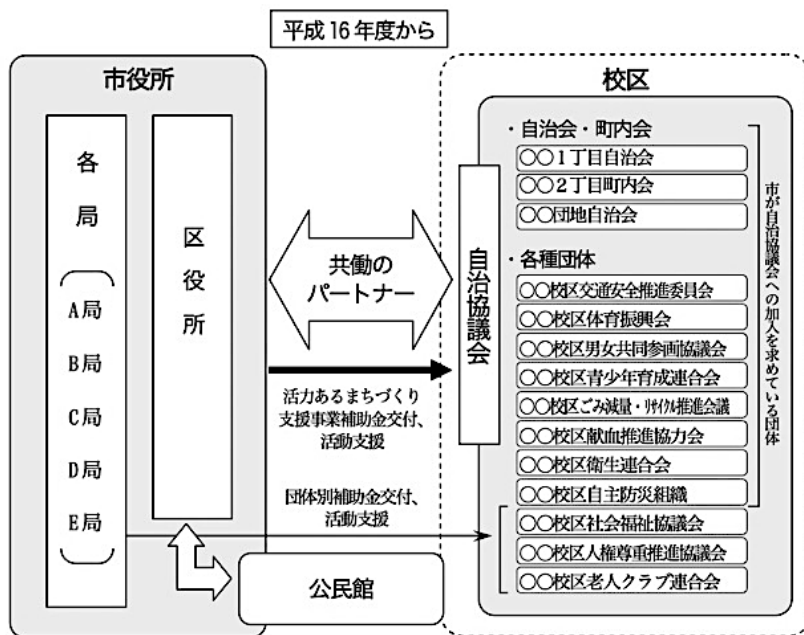 平成16年度から
市役所
各局
A局
B局
C局
D局
E局
区役所
共働の
パートナー
活力あるまちづくり
支援事業補助金交付、
活動支援
団体別補助金交付、
活動支援
公民館
校区
自治協議会
・自治会・町内会
○○1丁目自治会
○○2丁目町内会
○○団地自治会
・各種団体
○○校区交通安全推進委員会
○○校区体育振興会
○○校区男女共同参画協議会
○○校区青少年育成連合会
○○校区ごみ減量・リサイクル推進会議
○○校区献血推進協力会
○○校区衛生連合会
○○校区自主防災組織
○○校区社会福祉協議会
○○校区人権尊重推進協議会
○○校区老人クラブ連合会
市が自治協議会への加入を求めている団体